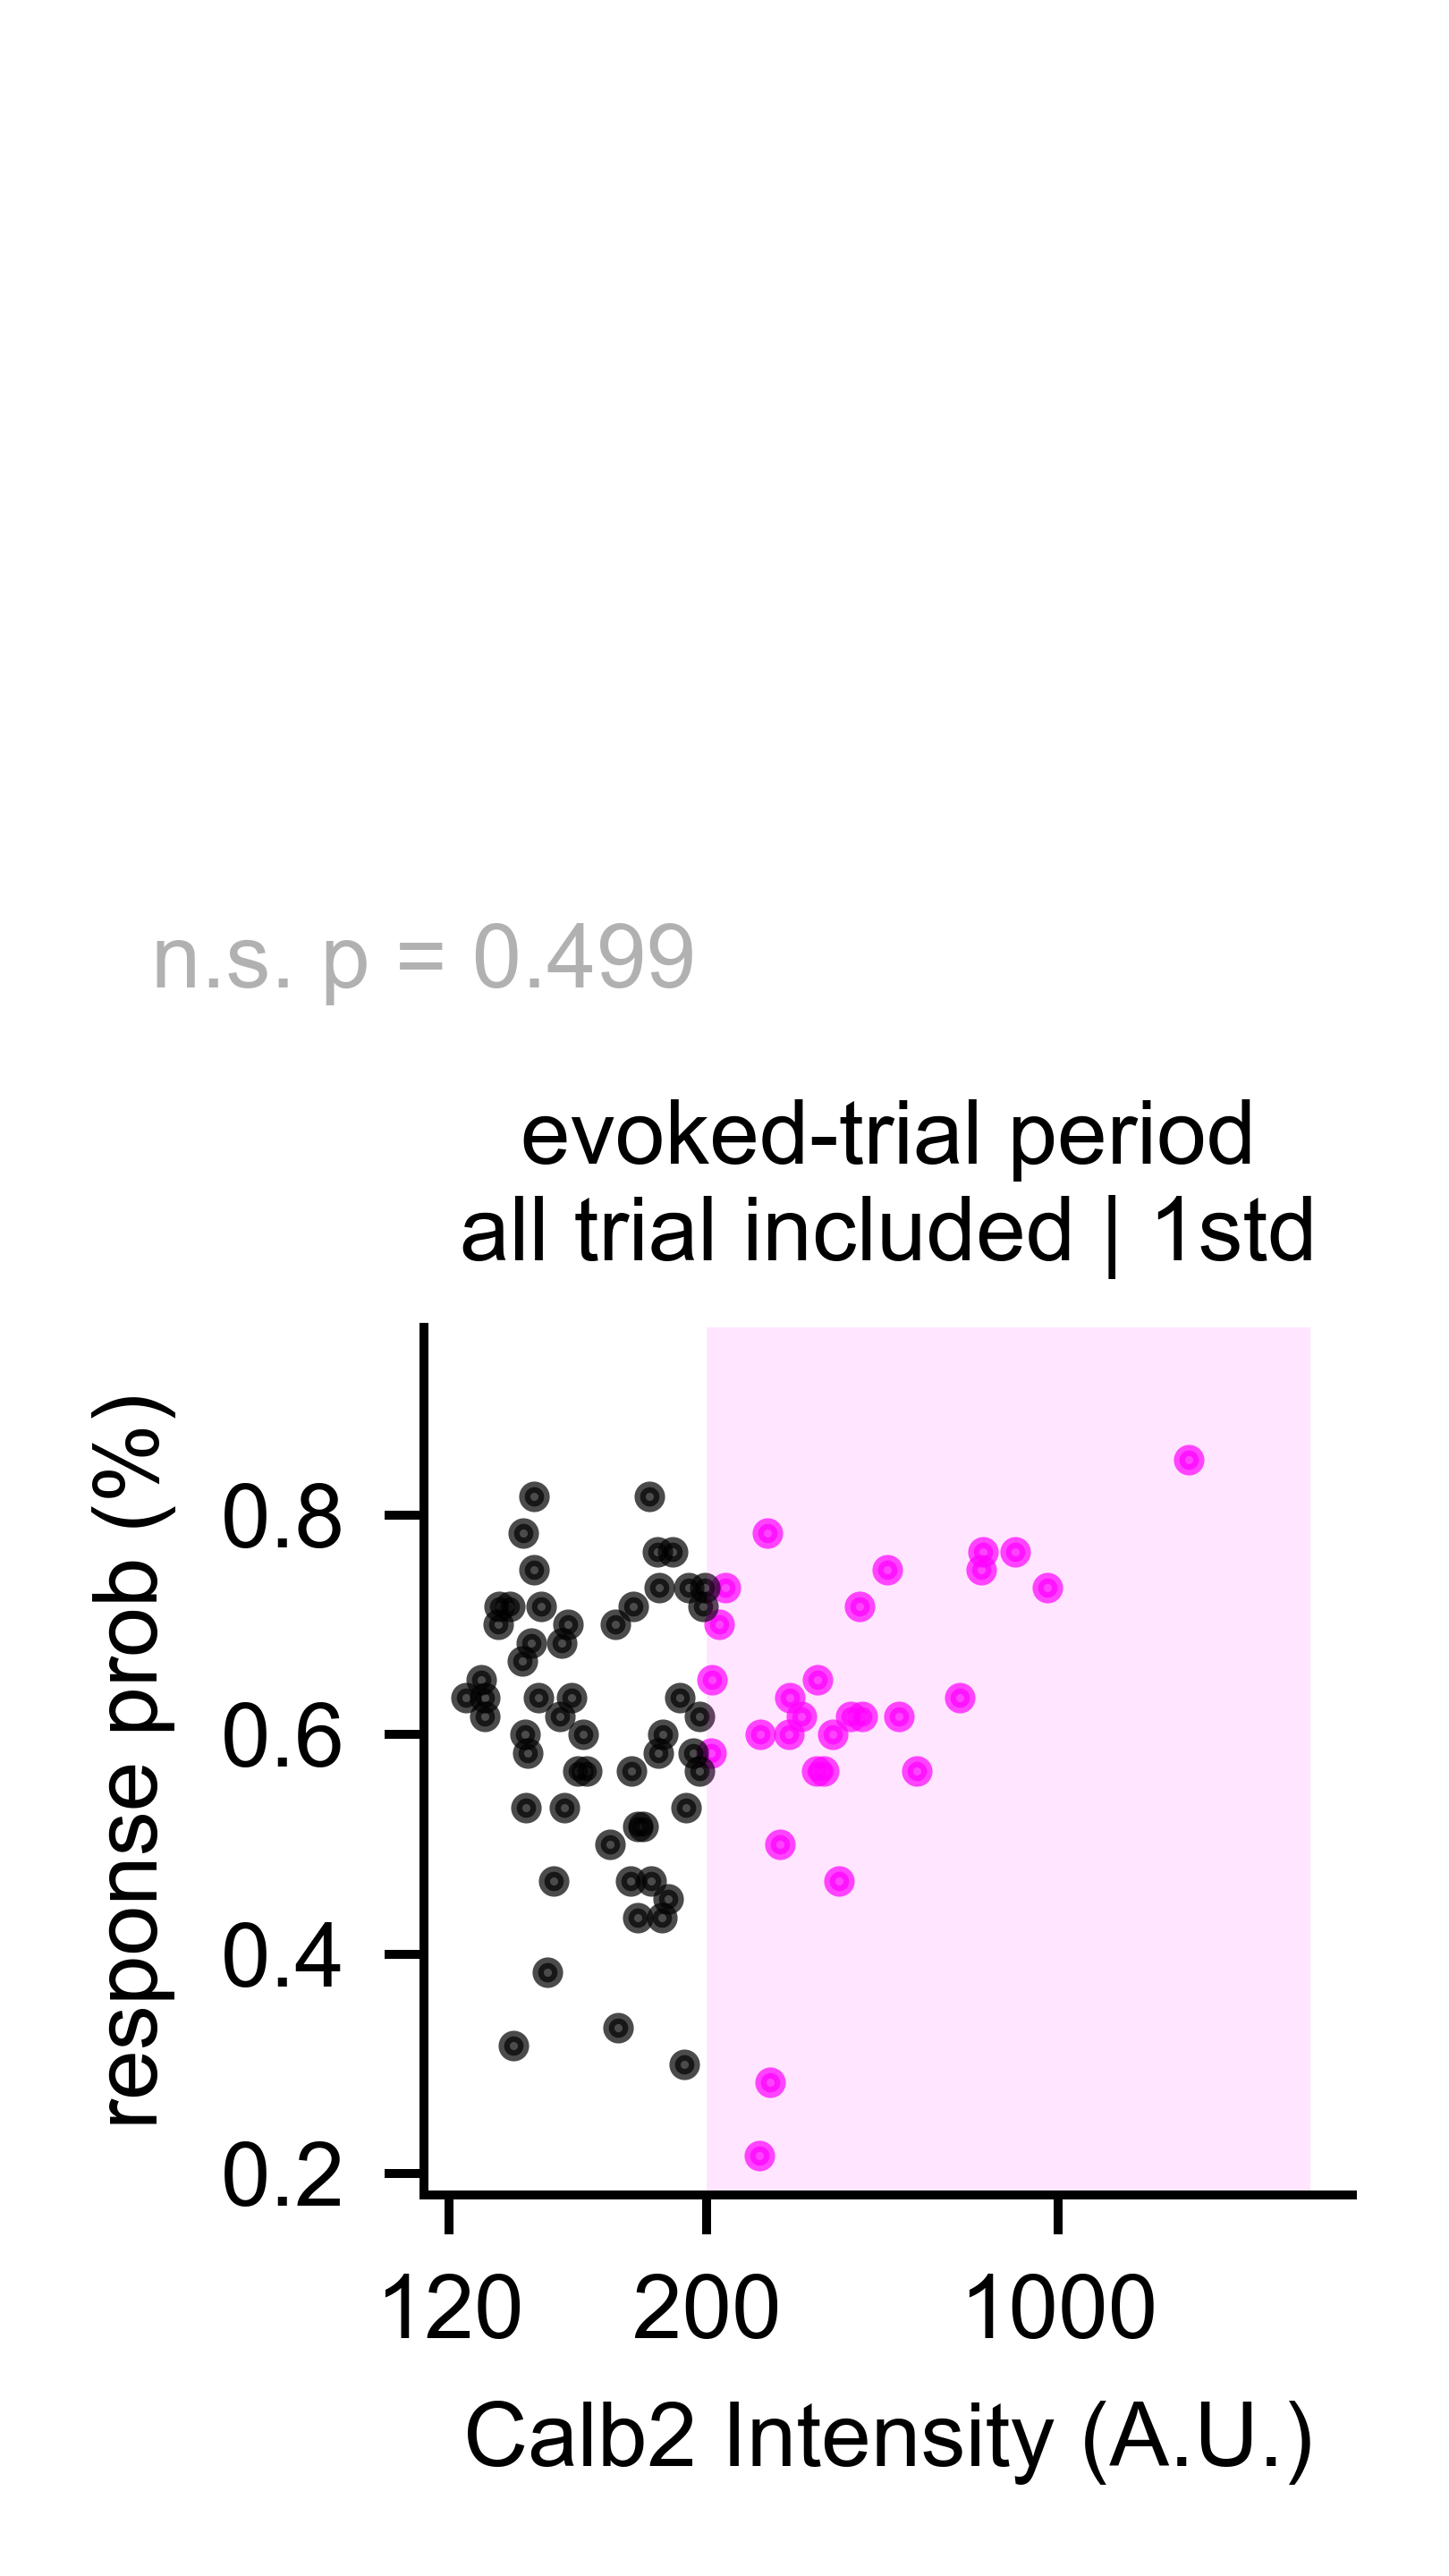 n.s. p = 0.499
evoked-trial period
all trial included | 1std
response prob (%)
0.8
0.6
0.4
0.2
120 200 1000
Calb2 Intensity (A.U.)